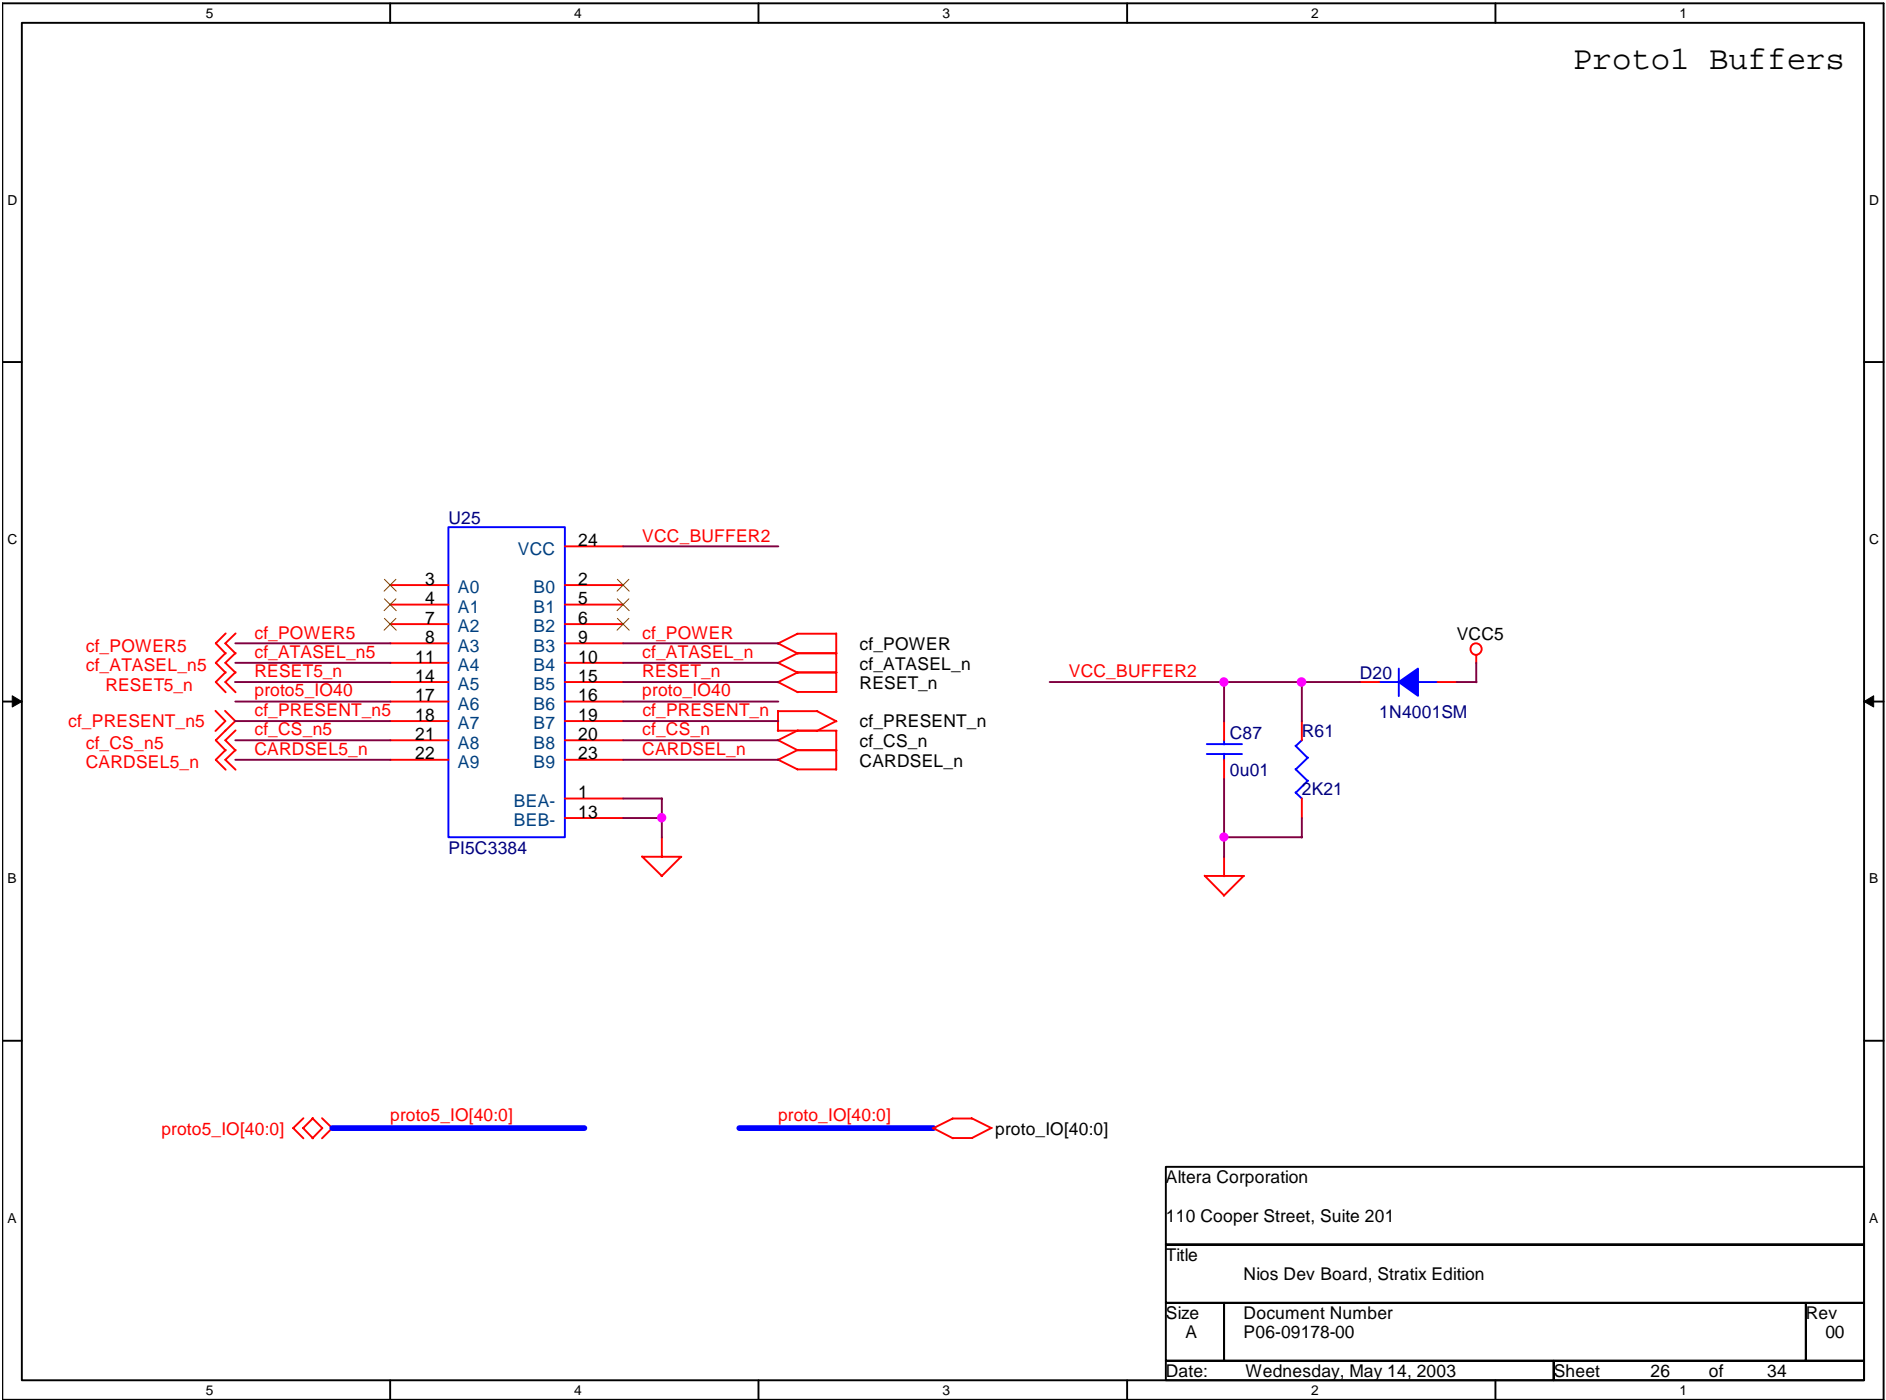 5 4 3 2 1
Proto1 Buffers
D D
C C
B B
A A
U25
VCC 24 VCC_BUFFER2
3 A0 B0 2
4 A1 B1 5
7 A2 B2 6
cf_POWER5 cf_POWER5 8 A3 B3 9 cf_POWER cf_POWER
cf_ATASEL_n5 cf_ATASEL_n5 11 A4 B4 10 cf_ATASEL_n cf_ATASEL_n
RESET5_n RESET5_n 14 A5 B5 15 RESET_n RESET_n
proto5_IO40 17 A6 B6 16 proto_IO40
cf_PRESENT_n5 cf_PRESENT_n5 18 A7 B7 19 cf_PRESENT_n cf_PRESENT_n
cf_CS_n5 cf_CS_n5 21 A8 B8 20 cf_CS_n cf_CS_n
CARDSEL5_n CARDSEL5_n 22 A9 B9 23 CARDSEL_n CARDSEL_n
BEA- 1
BEB- 13
PI5C3384
VCC5
VCC_BUFFER2
D20
1N4001SM
C87
0u01
R61
2K21
proto5_IO[40:0] proto5_IO[40:0]
proto_IO[40:0] proto_IO[40:0]
Altera Corporation
110 Cooper Street, Suite 201
Title
Nios Dev Board, Stratix Edition
Size Document Number Rev
A P06-09178-00 00
Date: Wednesday, May 14, 2003 Sheet 26 of 34
5 4 3 2 1